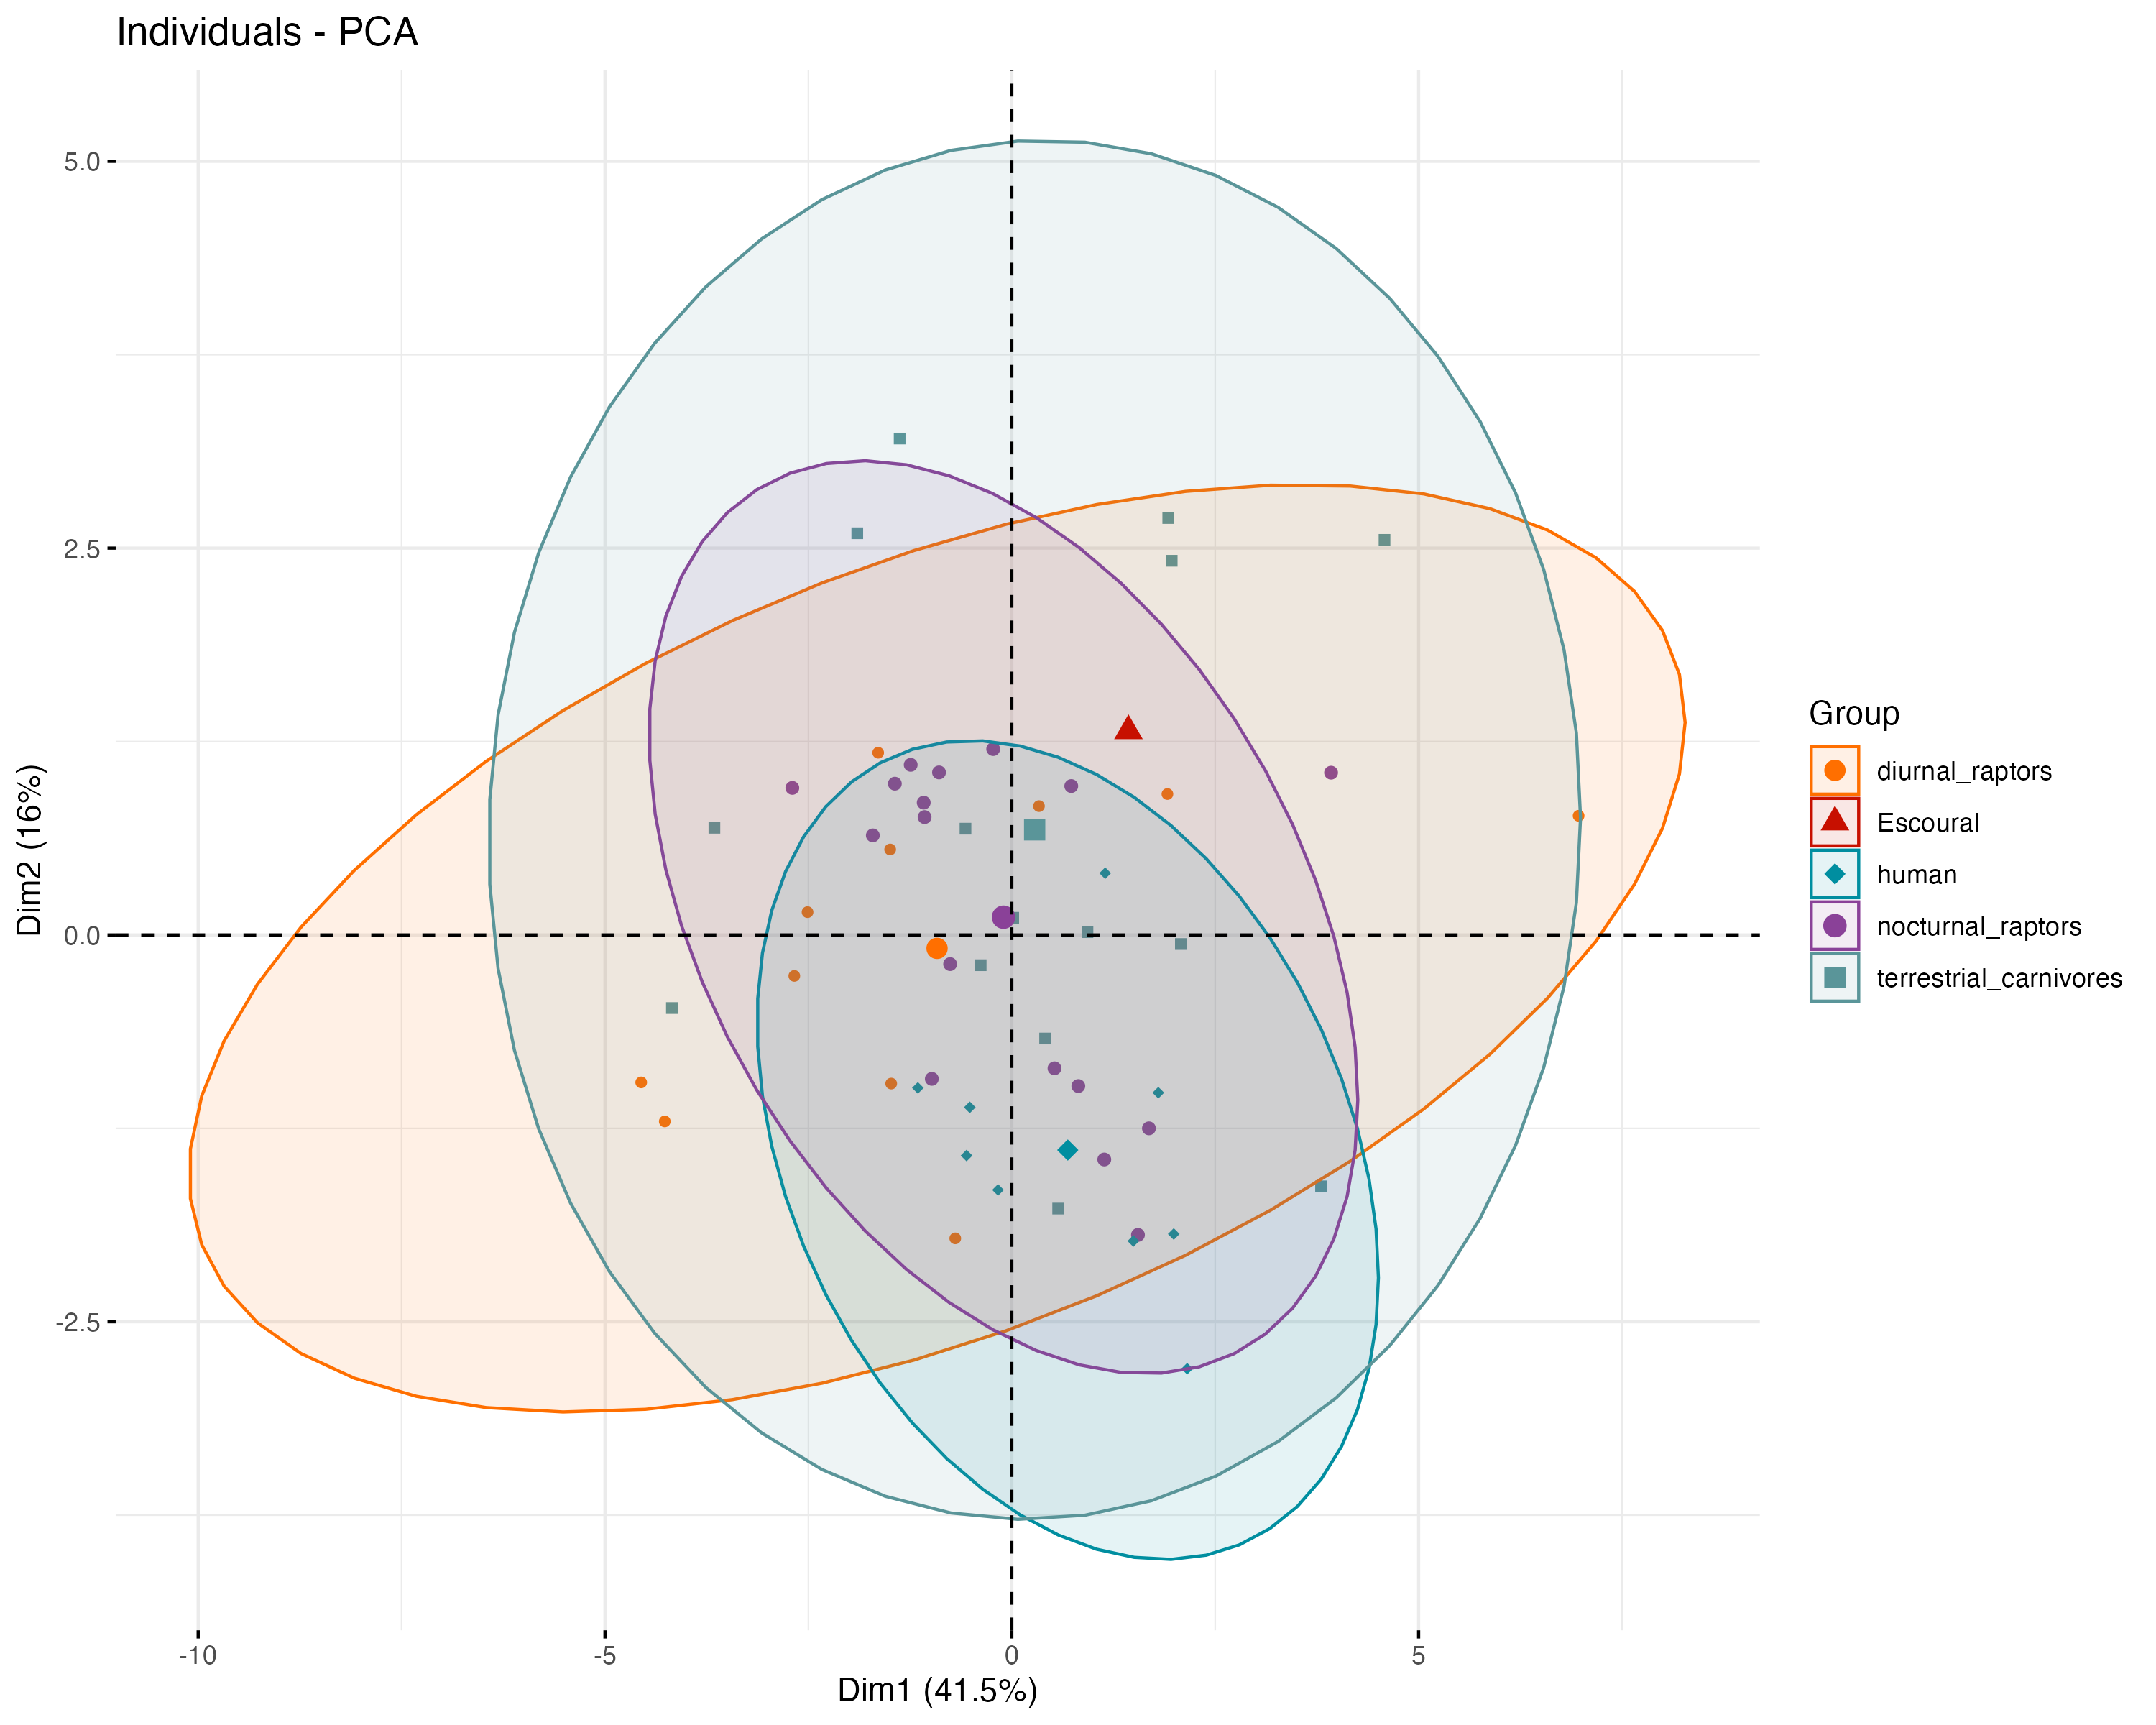 Individuals - PCA
5.0
2.5
0.0
-2.5
Dim2 (16%)
-10
-5
0
5
Dim1 (41.5%)
Group
diurnal_raptors
Escoural
human
nocturnal_raptors
terrestrial_carnivores